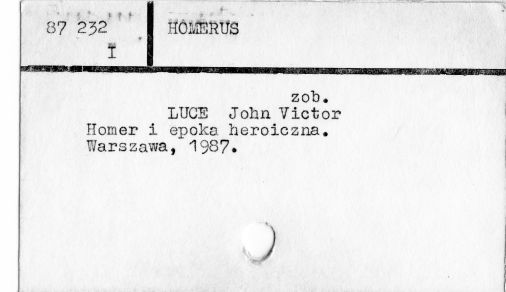 87 232 HOMERUS
I
zob.
LUCE John Victor
Homer i epoka heroiczna.
Warszawa, 1987.